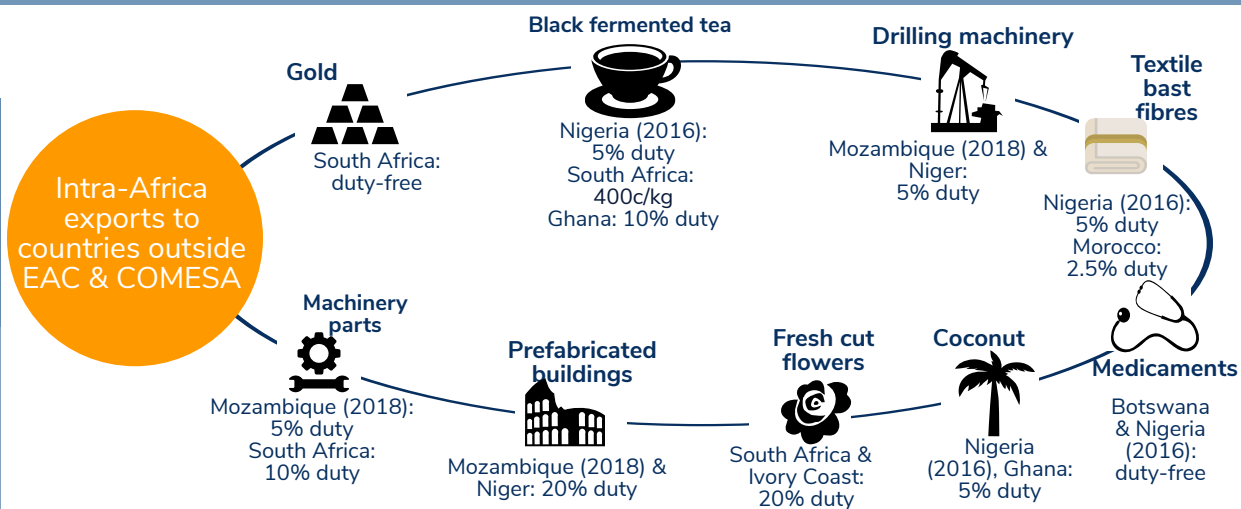 Intra-Africa
exports to
countries outside
EAC & COMESA
Gold
South Africa:
duty-free
Black fermented tea
Nigeria (2016):
5% duty
South Africa:
400c/kg
Ghana: 10% duty
Drilling machinery
Mozambique (2018) &
Niger:
5% duty
Textile
bast
fibres
Nigeria (2016):
5% duty
Morocco:
2.5% duty
Machinery
parts
Mozambique (2018):
5% duty
South Africa:
10% duty
Prefabricated
buildings
Mozambique (2018) &
Niger: 20% duty
Fresh cut
flowers
South Africa &
Ivory Coast:
20% duty
Coconut
Nigeria
(2016), Ghana:
5% duty
Medicaments
Botswana
& Nigeria
(2016):
duty-free